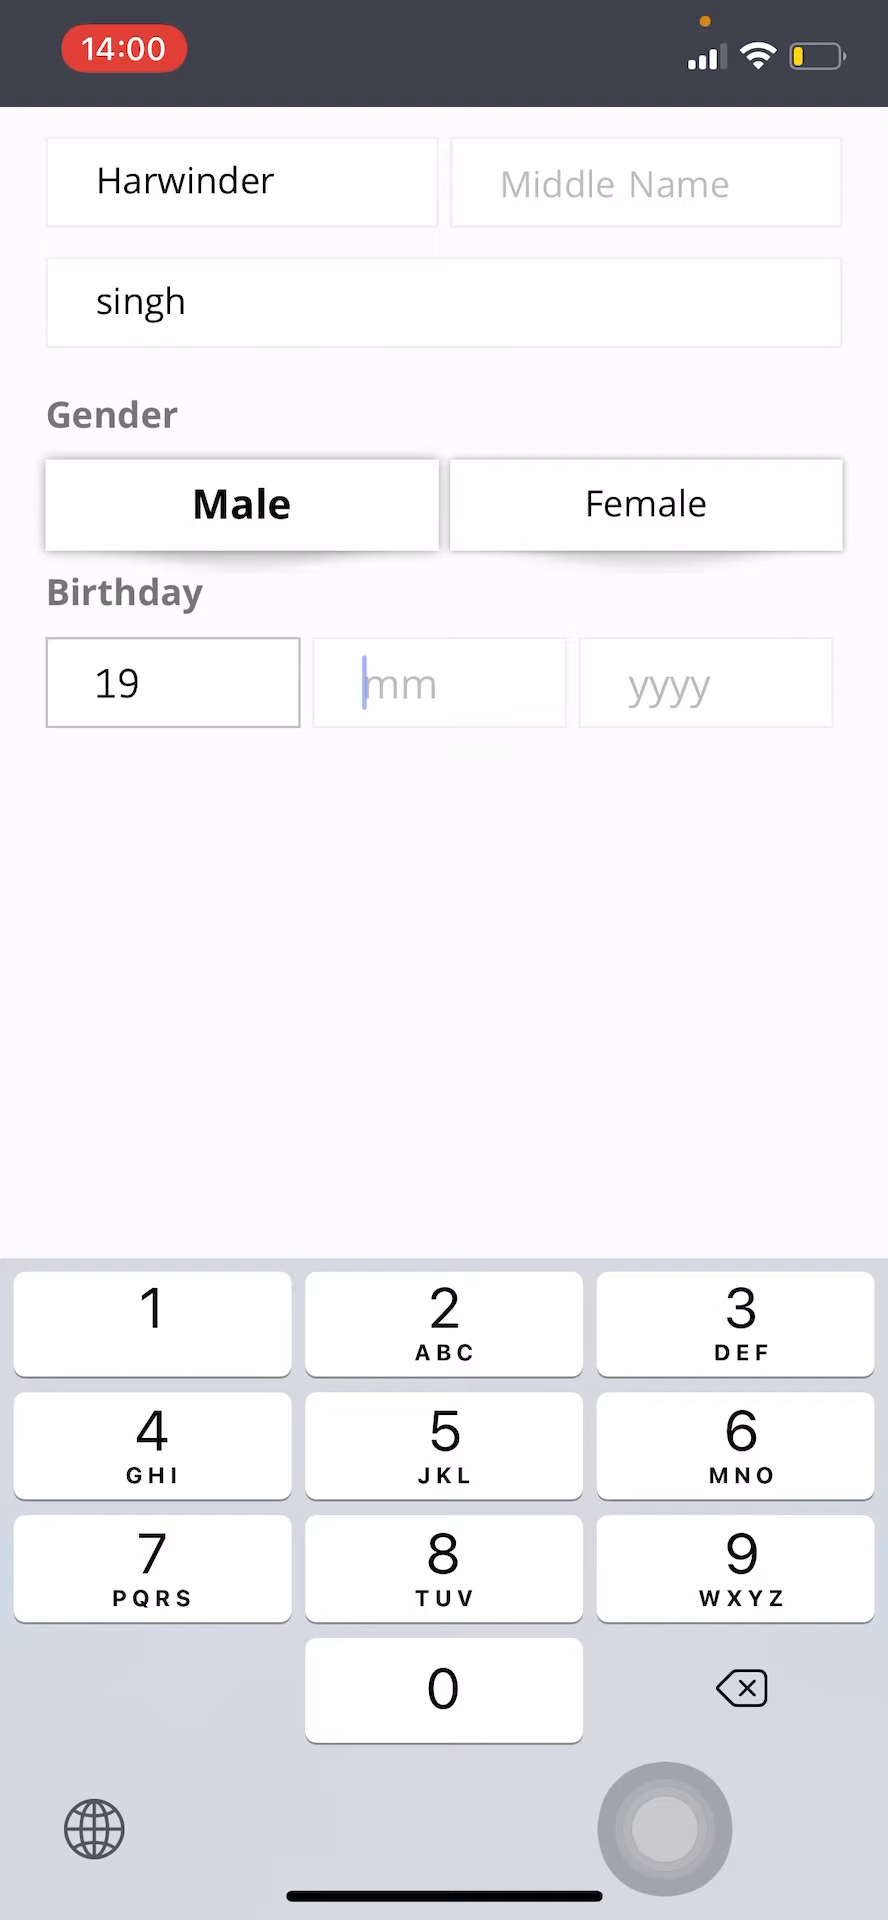 14:00
Harwinder Middle Name
singh
Gender
Male Female
Birthday
19 mm yyyy
1 2 3
ABC DEF
4 5 6
GHI JKL MNO
7 8 9
PQRS TUV WXYZ
0